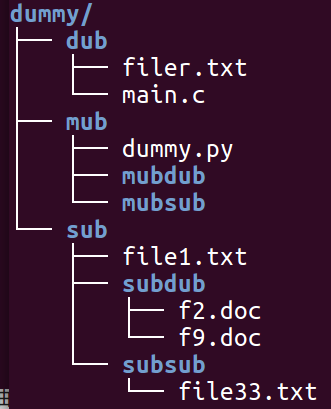 dummy/
dub
filer.txt
main.c
mub
dummy.py
mubdub
mubsub
sub
file1.txt
subdub
f2.doc
f9.doc
subsub
file33.txt